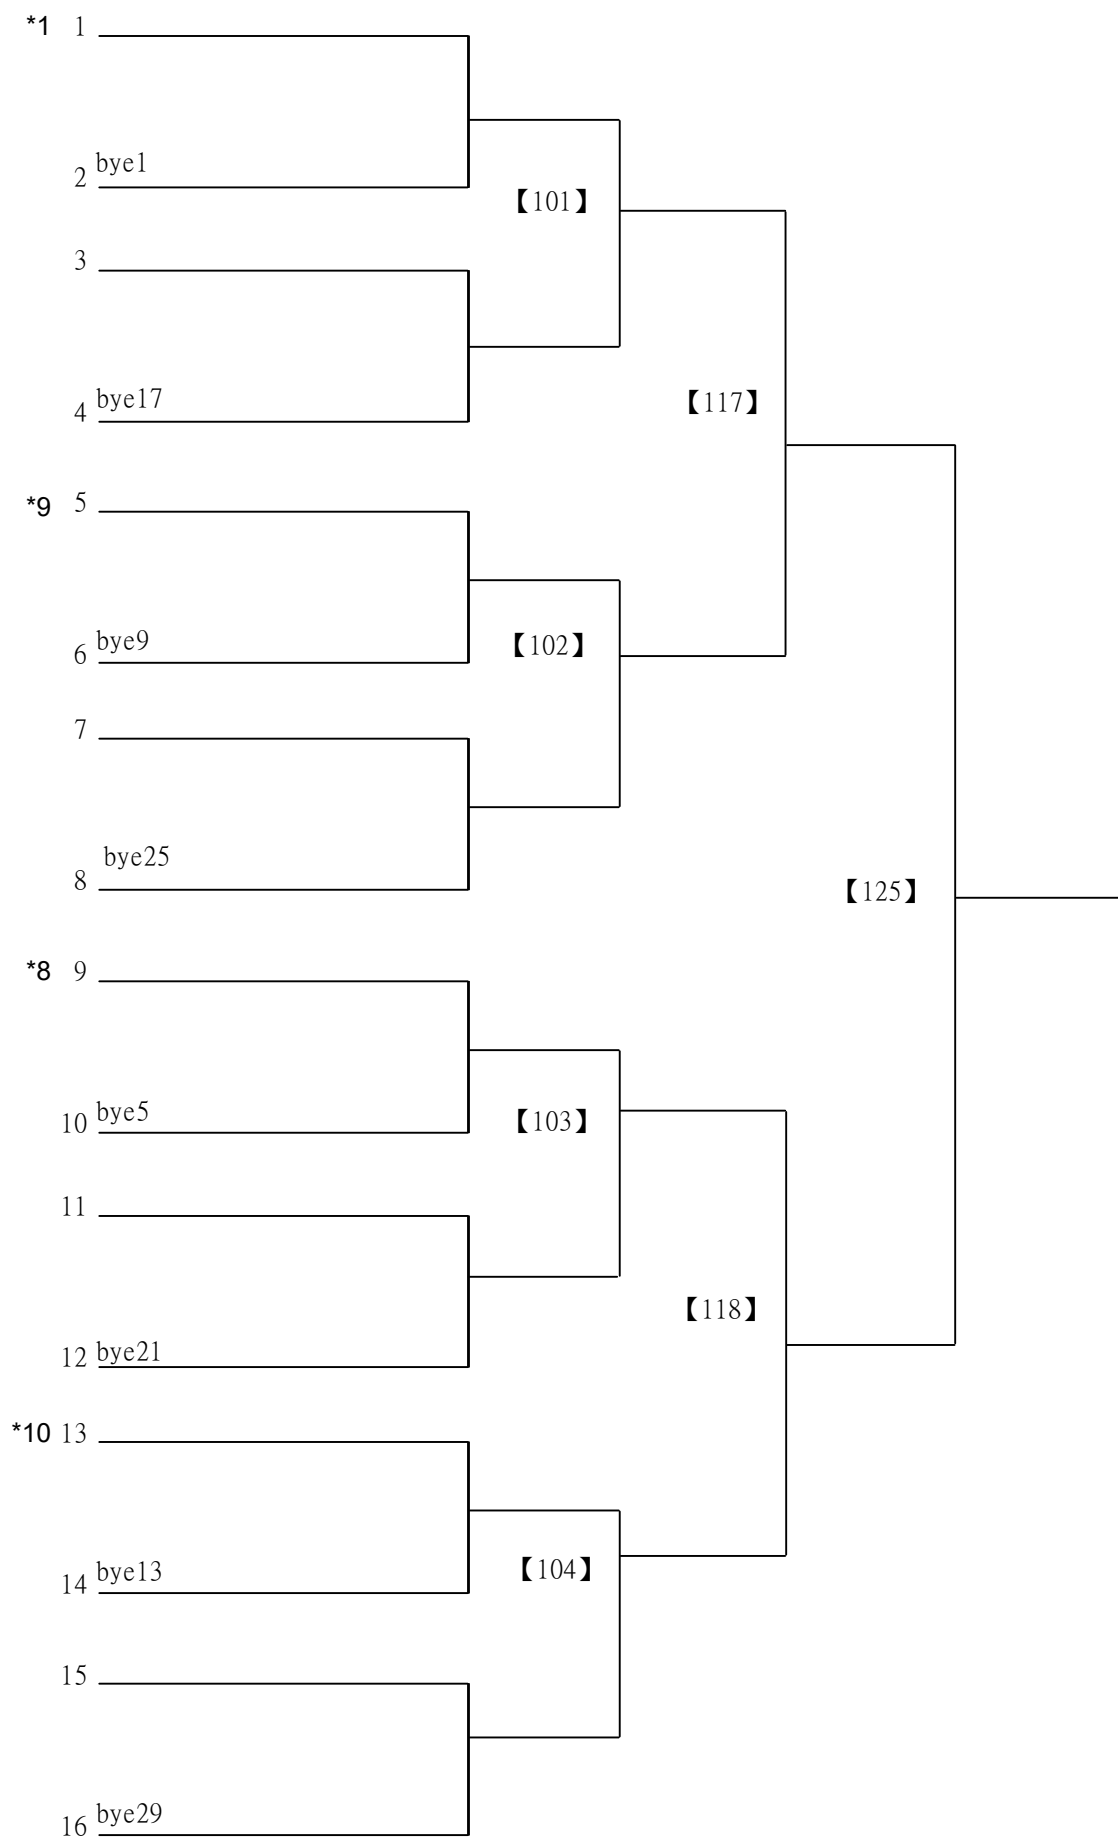 *1 1
2 bye1
【101】
3
4 bye17
【117】
*9 5
6 bye9
【102】
7
8 bye25
【125】
*8 9
10 bye5
【103】
11
12 bye21
【118】
*10 13
14 bye13
【104】
15
16 bye29